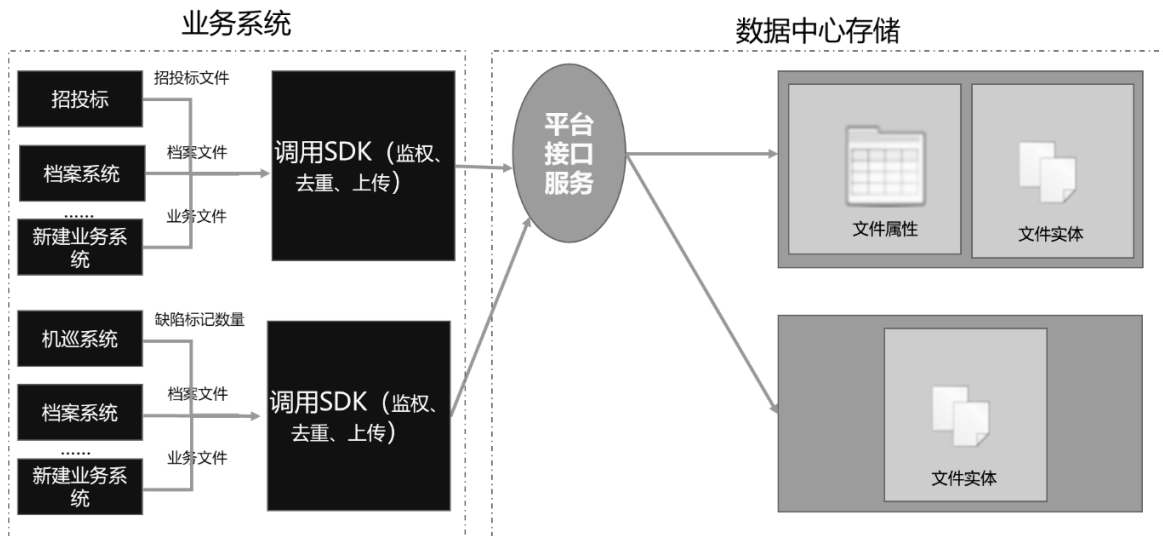 业务系统
数据中心存储
招投标
招投标文件
档案系统
档案文件
……
新建业务系
统
业务文件
调用SDK（监权、
去重、上传）
机巡系统
缺陷标记数量
档案系统
档案文件
……
新建业务系
统
业务文件
调用SDK（监权、
去重、上传）
平台
接口
服务
文件属性
文件实体
文件实体